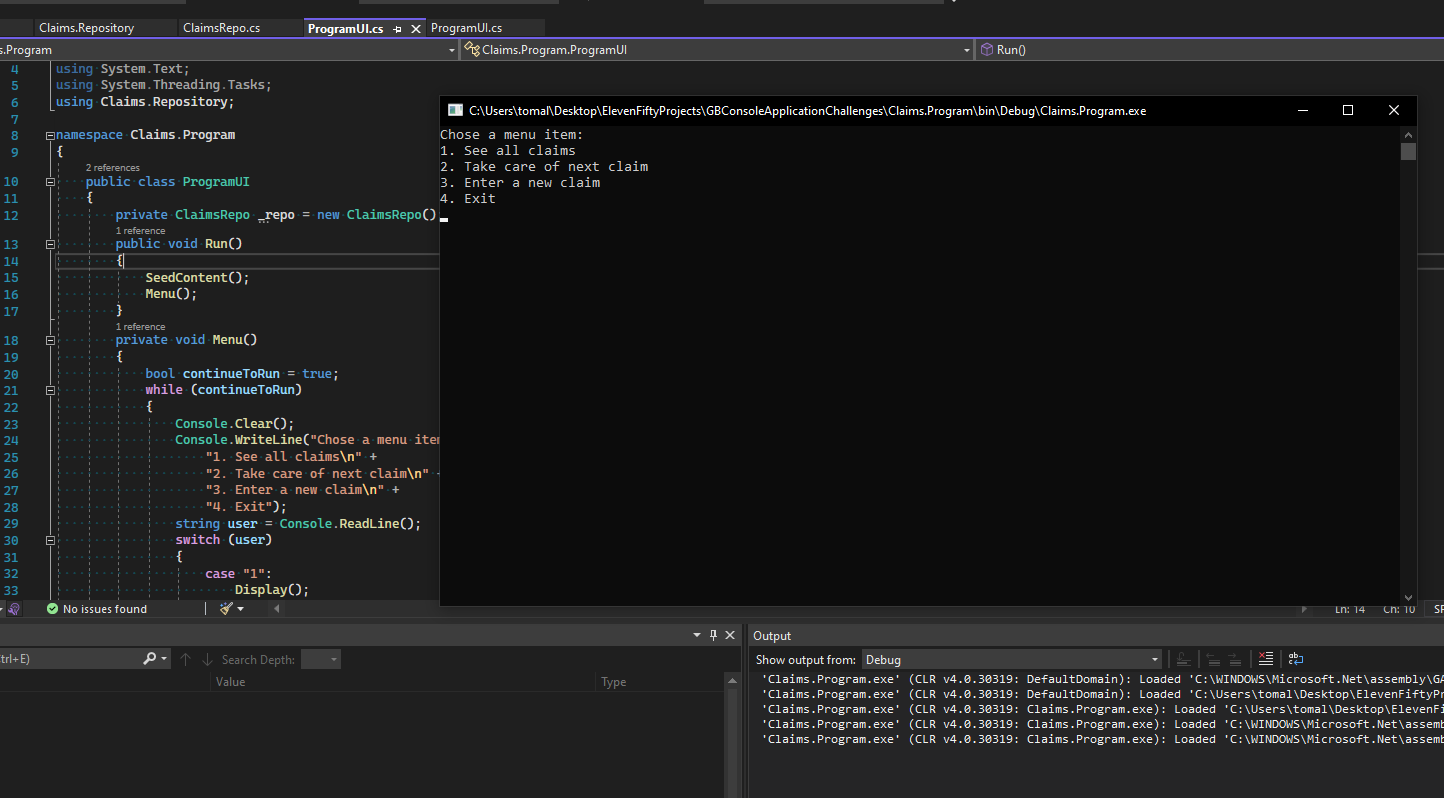 Claims.Repository
ClaimsRepo.cs
ProgramUI.cs
ProgramUI.cs
s.Program
Claims.Program.ProgramUI
Run()
4 using System.Text;
5 using System.Threading.Tasks;
6 using Claims.Repository;
7
8 namespace Claims.Program
9 {
2 references
10 public class ProgramUI
11 {
12 private ClaimsRepo _repo = new ClaimsRepo()
1 reference
13 public void Run()
14 {
15 SeedContent();
16 Menu();
17 }
1 reference
18 private void Menu()
19 {
20 bool continueToRun = true;
21 while (continueToRun)
22 {
23 Console.Clear();
24 Console.WriteLine("Chose a menu item
25 "1. See all claims\n" +
26 "2. Take care of next claim\n"
27 "3. Enter a new claim\n" +
28 "4. Exit");
29 string user = Console.ReadLine();
30 switch (user)
31 {
32 case "1":
33 Display();
C:\Users\tomal\Desktop\ElevenFiftyProjects\GBConsoleApplicationChallenges\Claims.Program\bin\Debug\Claims.Program.exe
Chose a menu item:
1. See all claims
2. Take care of next claim
3. Enter a new claim
4. Exit
No issues found
Ln: 14 Ch: 10 SP
trl+E)
Search Depth:
Value
Type
Output
Show output from: Debug
'Claims.Program.exe' (CLR v4.0.30319: DefaultDomain): Loaded 'C:\WINDOWS\Microsoft.Net\assembly\GA
'Claims.Program.exe' (CLR v4.0.30319: DefaultDomain): Loaded 'C:\Users\tomal\Desktop\ElevenFiftyPr
'Claims.Program.exe' (CLR v4.0.30319: Claims.Program.exe): Loaded 'C:\Users\tomal\Desktop\ElevenFi
'Claims.Program.exe' (CLR v4.0.30319: Claims.Program.exe): Loaded 'C:\WINDOWS\Microsoft.Net\assemb
'Claims.Program.exe' (CLR v4.0.30319: Claims.Program.exe): Loaded 'C:\WINDOWS\Microsoft.Net\assemb